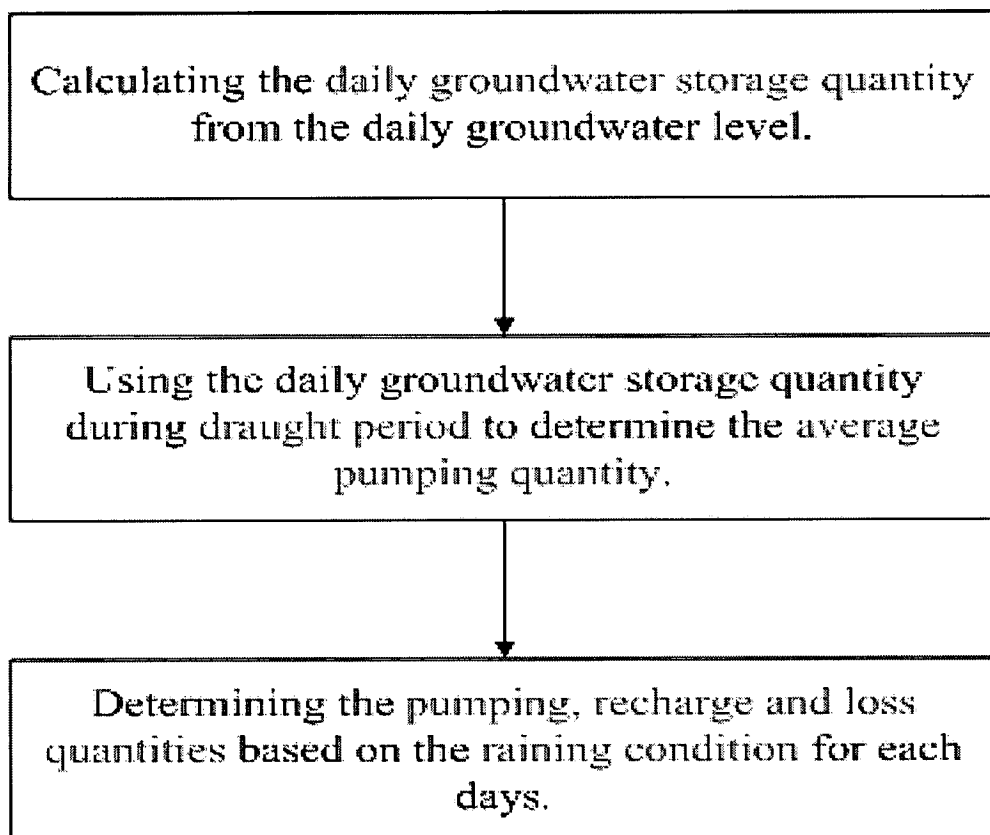 Calculating the daily groundwater storage quantity
from the daily groundwater level.
Using the daily groundwater storage quantity
during draught period to determine the average
pumping quantity.
Determining the pumping, recharge and loss
quantities based on the raining condition for each
days.